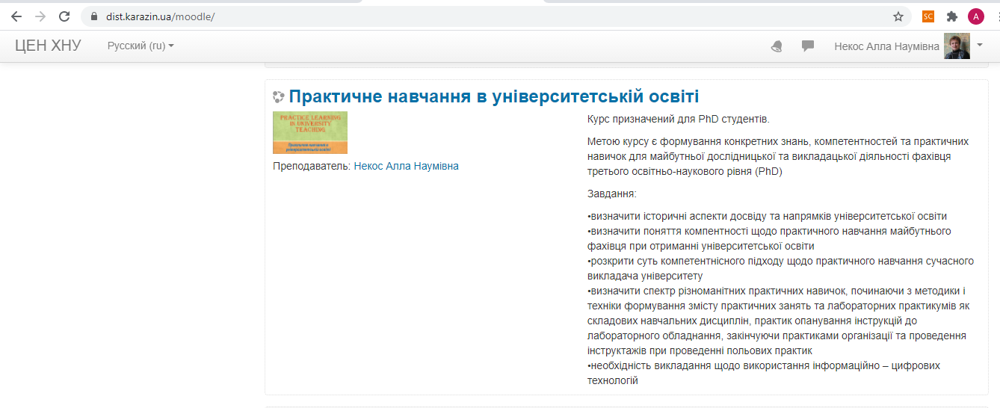 dist.karazin.ua/moodle/
SC
A
ЦЕН ХНУ
Русский (ru)
Некос Алла Наумівна
Практичне навчання в університетській освіті
PRACTICE LEARNING
IN UNIVERSITY
TEACHING
Практичне навчання в
університетській освіті
Преподаватель: Некос Алла Наумівна
Курс призначений для PhD студентів.
Метою курсу є формування конкретних знань, компетентностей та практичних
навичок для майбутньої дослідницької та викладацької діяльності фахівця
третього освітньо-наукового рівня (PhD)
Завдання:
•визначити історичні аспекти досвіду та напрямків університетської освіти
•визначити поняття компентності щодо практичного навчання майбутнього
фахівця при отриманні університетської освіти
•розкрити суть компетентнісного підходу щодо практичного навчання сучасного
викладача університету
•визначити спектр різноманітних практичних навичок, починаючи з методики і
техніки формування змісту практичних занять та лабораторних практикумів як
складових навчальних дисциплін, практик опанування інструкцій до
лабораторного обладнання, закінчуючи практиками організації та проведення
інструктажів при проведенні польових практик
•необхідність викладання щодо використання інформаційно – цифрових
технологій